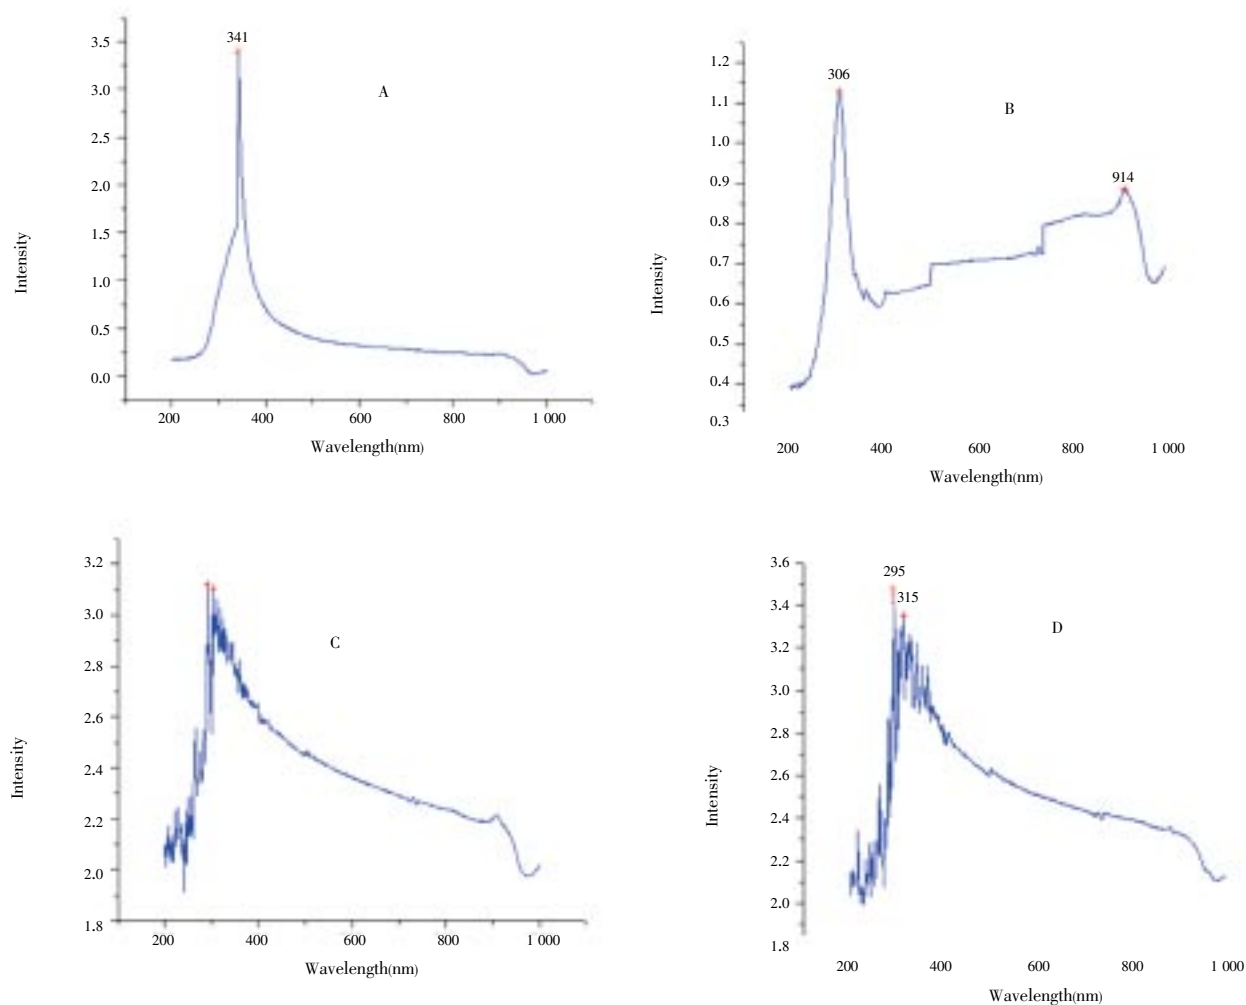 341
A
3.5
3.0
2.5
2.0
1.5
1.0
0.5
0.0
Intensity
200 400 600 800 1 000
Wavelength(nm)
306
914
B
1.2
1.1
1.0
0.9
0.8
0.7
0.6
0.5
0.4
0.3
Intensity
200 400 600 800 1 000
Wavelength(nm)
C
3.2
3.0
2.8
2.6
2.4
2.2
2.0
1.8
Intensity
200 400 600 800 1 000
Wavelength(nm)
295
315
D
3.6
3.4
3.2
3.0
2.8
2.6
2.4
2.2
2.0
1.8
Intensity
200 400 600 800 1 000
Wavelength(nm)